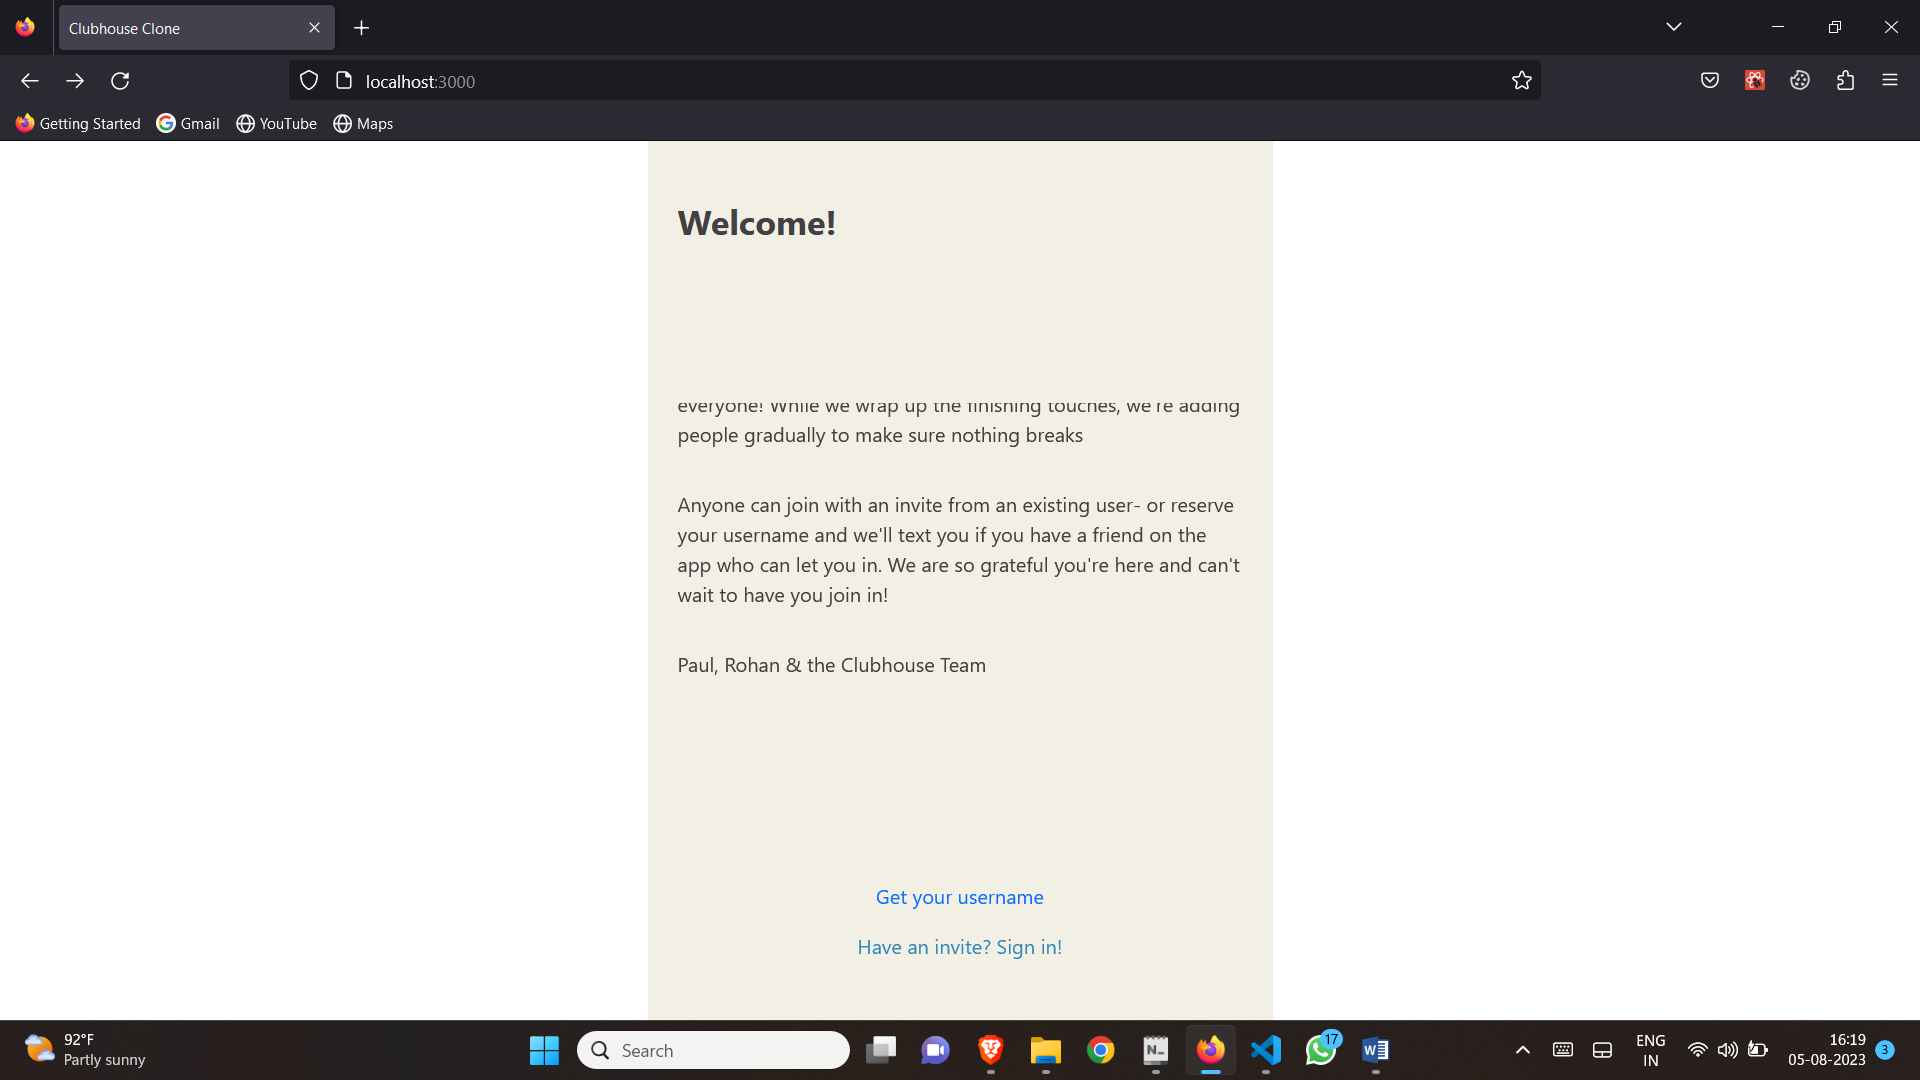 Clubhouse Clone
localhost:3000
Getting Started Gmail YouTube Maps
Welcome!
everyone! While we wrap up the finishing touches, we're adding
people gradually to make sure nothing breaks
Anyone can join with an invite from an existing user- or reserve
your username and we'll text you if you have a friend on the
app who can let you in. We are so grateful you're here and can't
wait to have you join in!
Paul, Rohan & the Clubhouse Team
Get your username
Have an invite? Sign in!
92°F
Partly sunny
Search
17
ENG
IN
16:19
05-08-2023
3